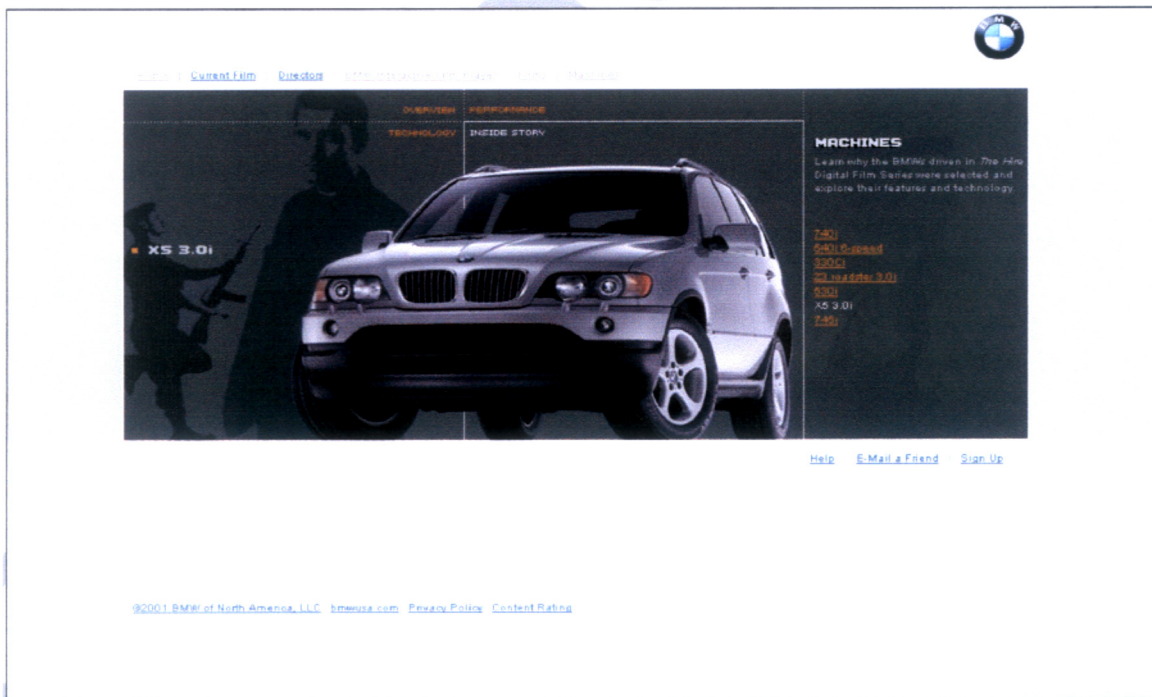 BMW
Current Film | Directors
OVERVIEW PERFORMANCE
TECHNOLOGY INSIDE STORY
MACHINES
Learn why the BMWs driven in The Hire
Digital Film Series were selected and
explore their features and technology.
X5 3.0i
740i
540i 6-speed
330Ci
Z3 roadster 3.0i
530i
X5 3.0i
Help E-Mail a Friend Sign Up
©2001 BMW of North America, LLC bmwusa.com Privacy Policy Content Rating